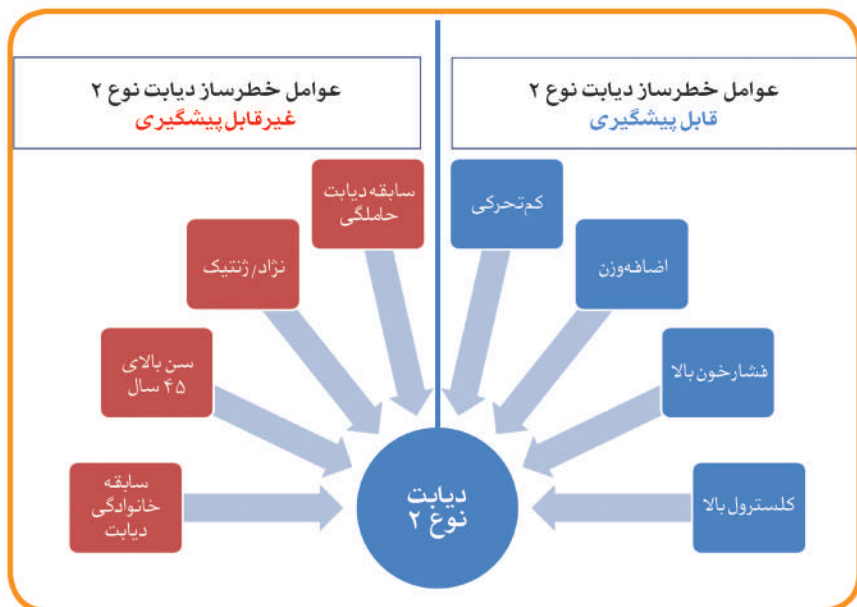 عوامل خطرساز دیابت نوع ۲
قابل پیشگیری
عوامل خطرساز دیابت نوع ۲
غیرقابل پیشگیری
کم‌تحرکی
اضافه‌وزن
فشارخون بالا
کلسترول بالا
سابقه دیابت
حاملگی
نژاد/ژنتیک
سن بالای
۴۵ سال
سابقه
خانوادگی
دیابت
دیابت
نوع ۲